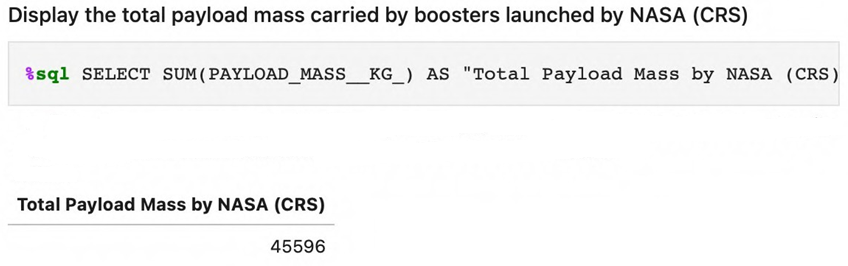 Display the total payload mass carried by boosters launched by NASA (CRS)
%sql SELECT SUM(PAYLOAD_MASS__KG_) AS "Total Payload Mass by NASA (CRS)
Total Payload Mass by NASA (CRS)
45596